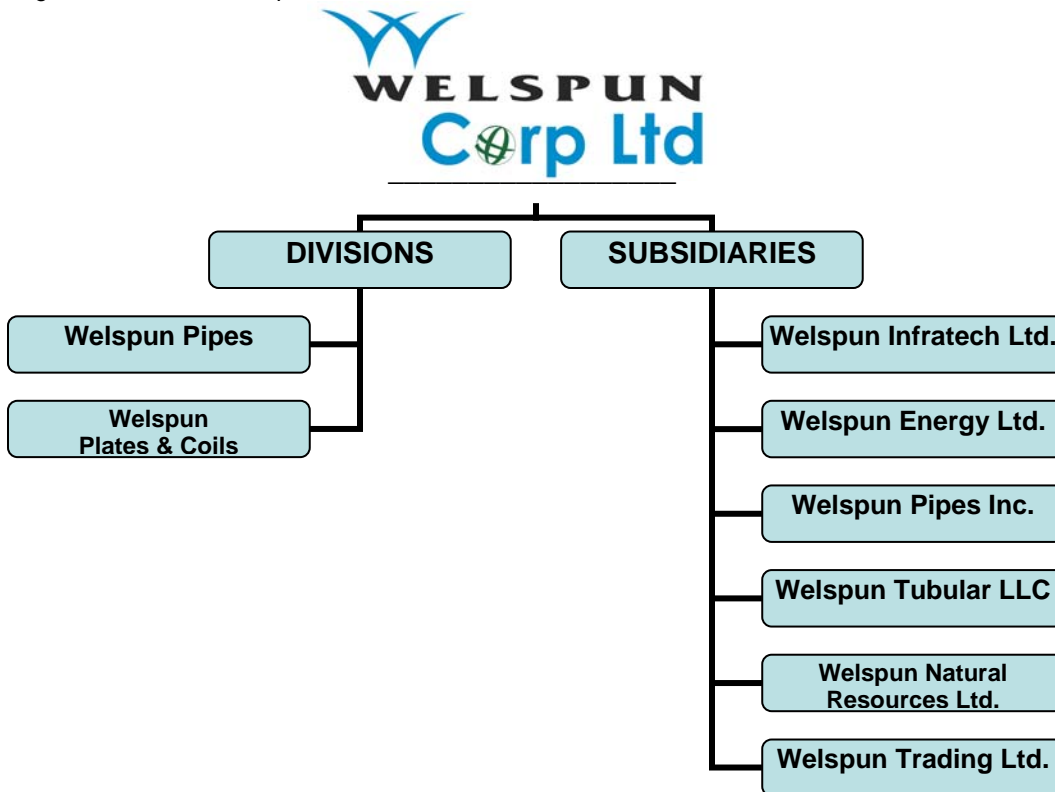 WELSPUN
Corp Ltd
DIVISIONS
SUBSIDIARIES
Welspun Pipes
Welspun
Plates & Coils
Welspun Infratech Ltd.
Welspun Energy Ltd.
Welspun Pipes Inc.
Welspun Tubular LLC
Welspun Natural
Resources Ltd.
Welspun Trading Ltd.